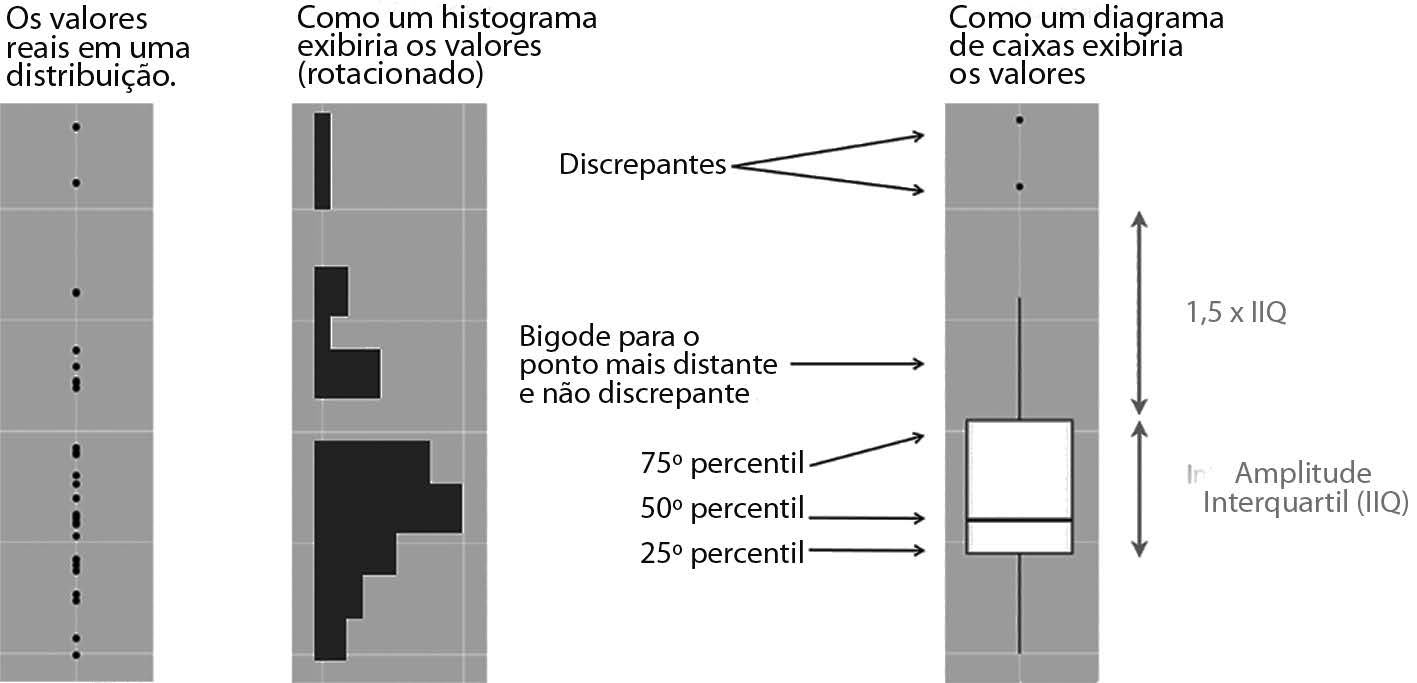 Os valores
reais em uma
distribuição.
Como um histograma
exibiria os valores
(rotacionado)
Como um diagrama
de caixas exibiria
os valores
Discrepantes
1,5 x IIQ
Bigode para o
ponto mais distante
e não discrepante
75º percentil
50º percentil
25º percentil
Amplitude
Interquartil (IIQ)